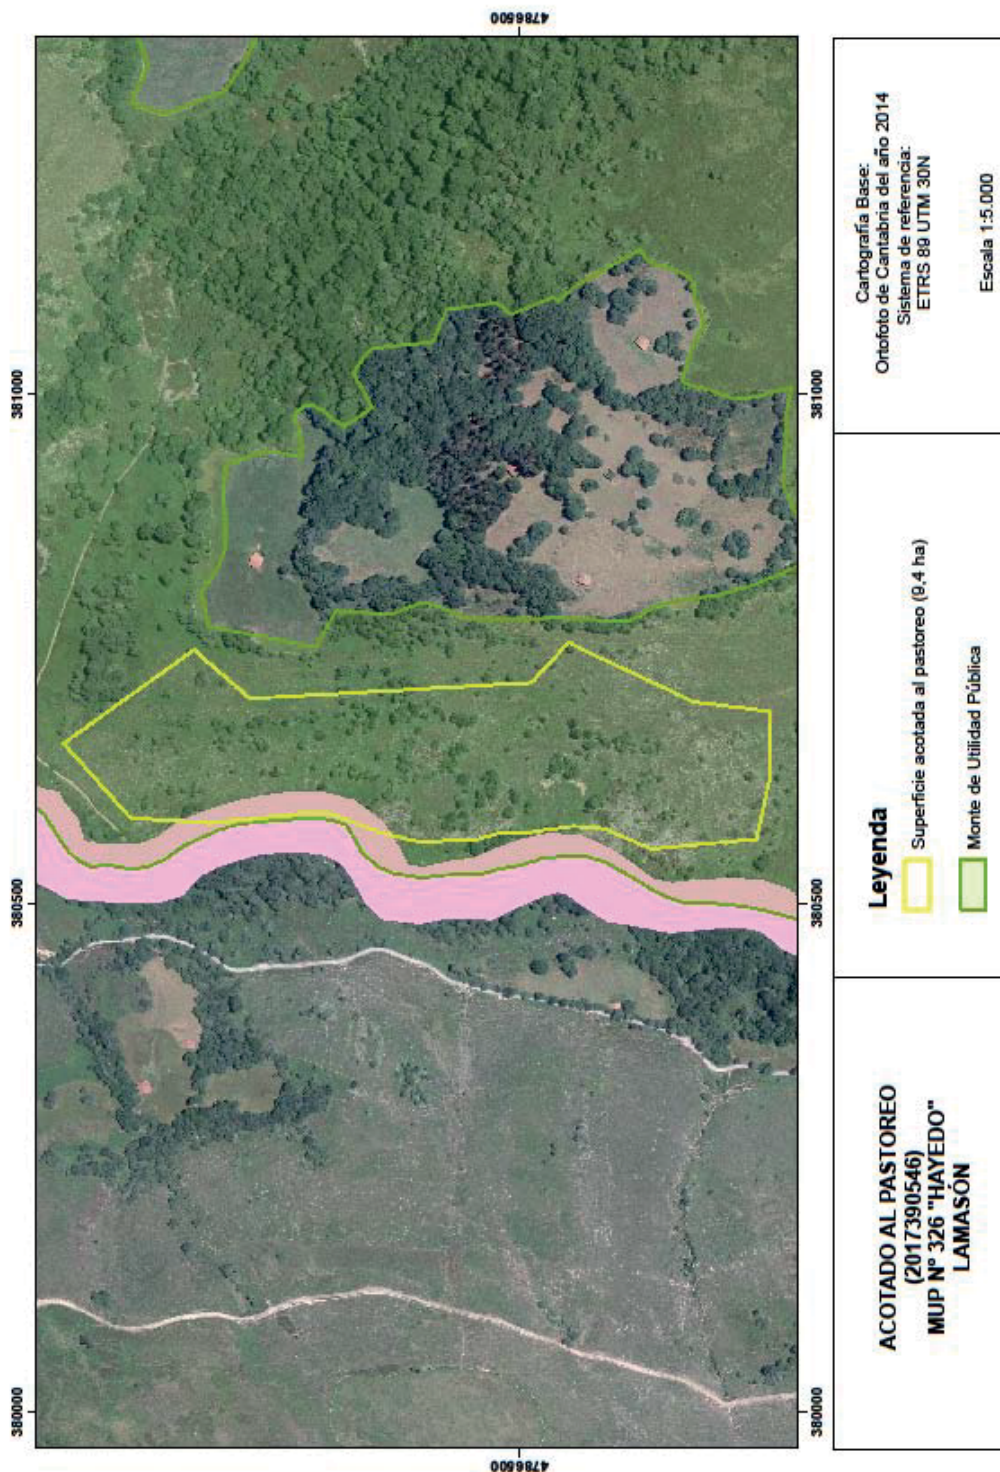 4786500
381000
381000
380500
380500
380000
380000
4786500
ACOTADO AL PASTOREO
(2017390546)
MUP Nº 326 "HAYEDO"
LAMASÓN
Leyenda
Superficie acotada al pastoreo (9,4 ha)
Monte de Utilidad Pública
Cartografía Base:
Ortofoto de Cantabria del año 2014
Sistema de referencia:
ETRS 89 UTM 30N
Escala 1:5.000